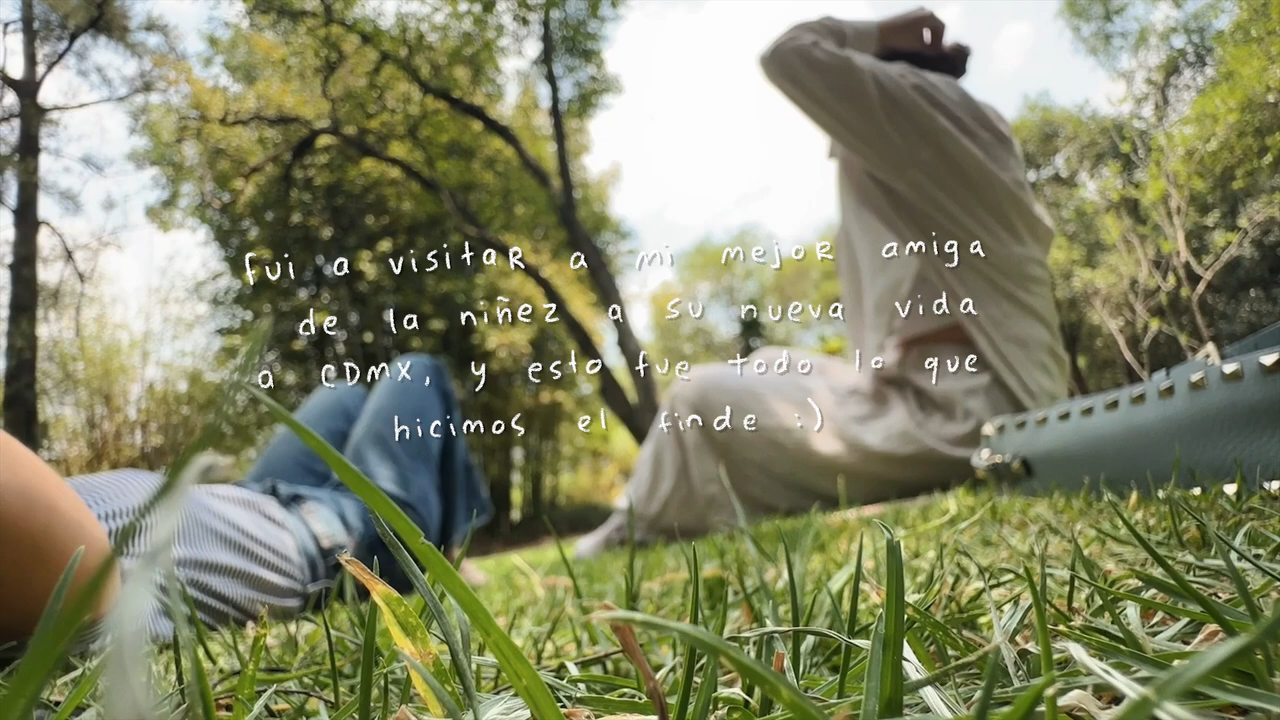 fui a visitar a mi mejor amiga
de la niñez a su nueva vida
a CDMX, y esto fue todo lo que
hicimos el finde :)